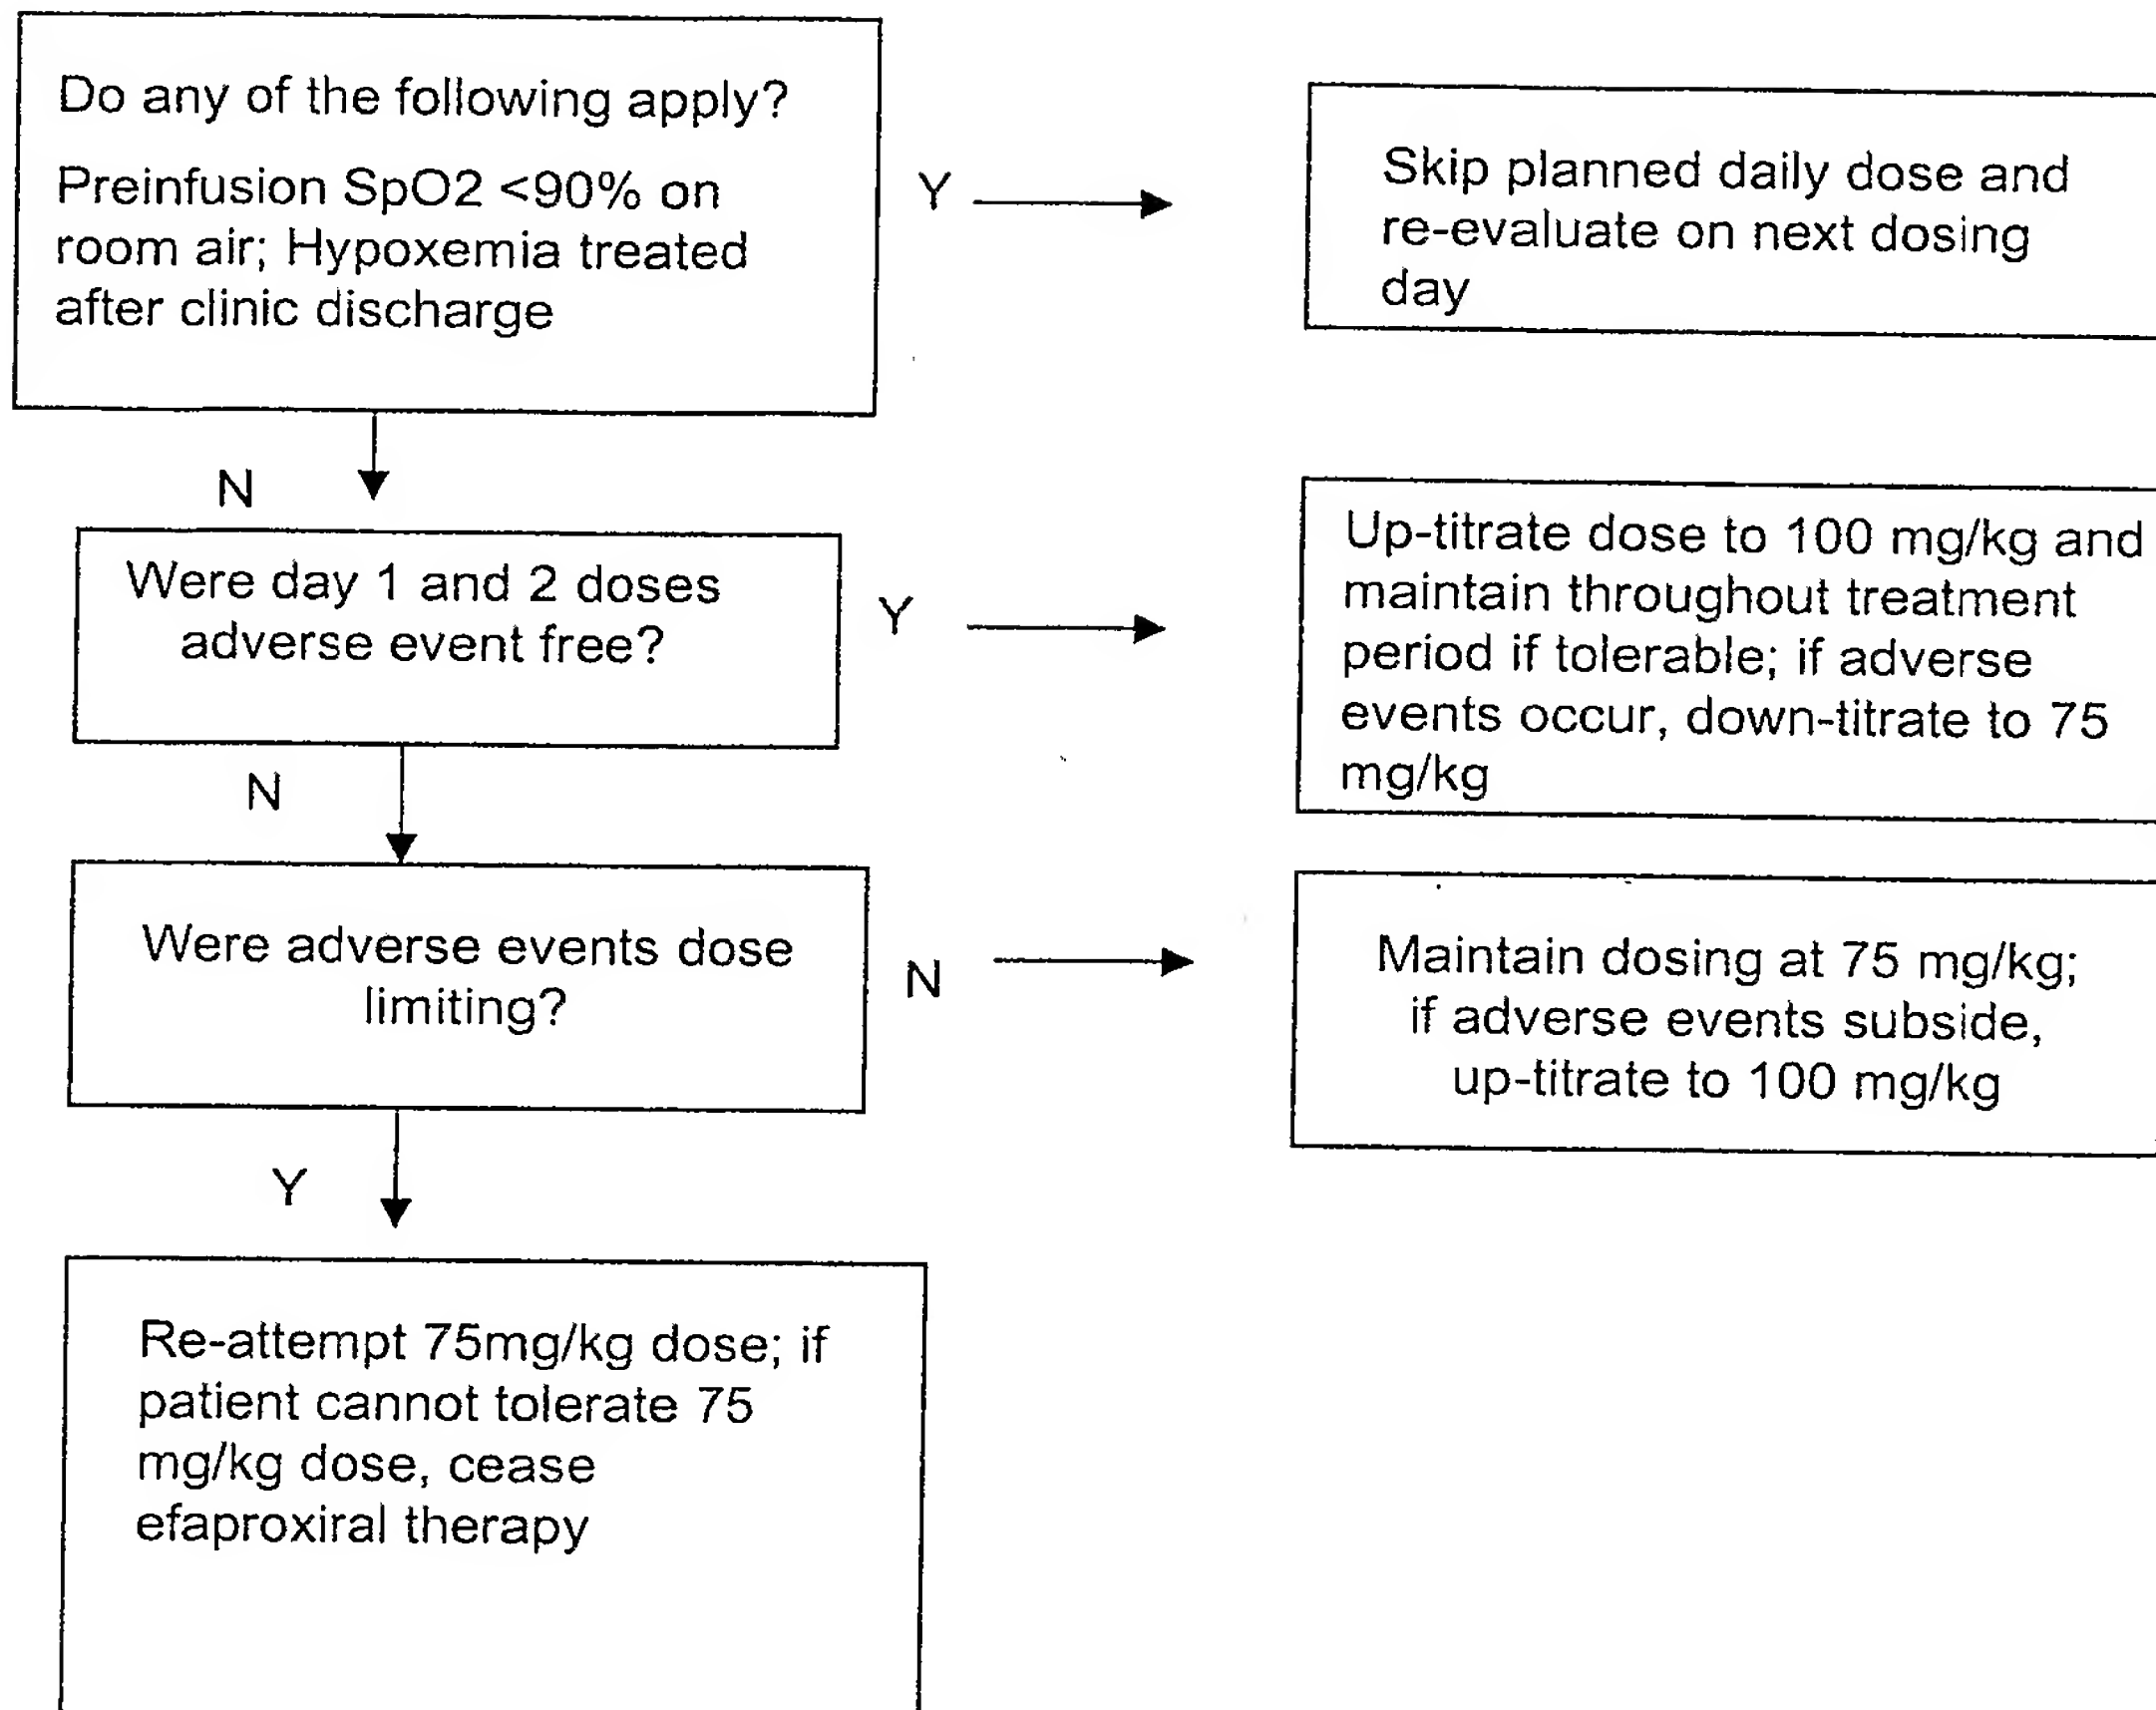 Do any of the following apply?
Preinfusion SpO2 <90% on
room air; Hypoxemia treated
after clinic discharge
Y
Skip planned daily dose and
re-evaluate on next dosing
day
N
Were day 1 and 2 doses
adverse event free?
Y
Up-titrate dose to 100 mg/kg and
maintain throughout treatment
period if tolerable; if adverse
events occur, down-titrate to 75
mg/kg
N
Were adverse events dose
limiting?
N
Maintain dosing at 75 mg/kg;
if adverse events subside,
up-titrate to 100 mg/kg
Y
Re-attempt 75mg/kg dose; if
patient cannot tolerate 75
mg/kg dose, cease
efaproxiral therapy